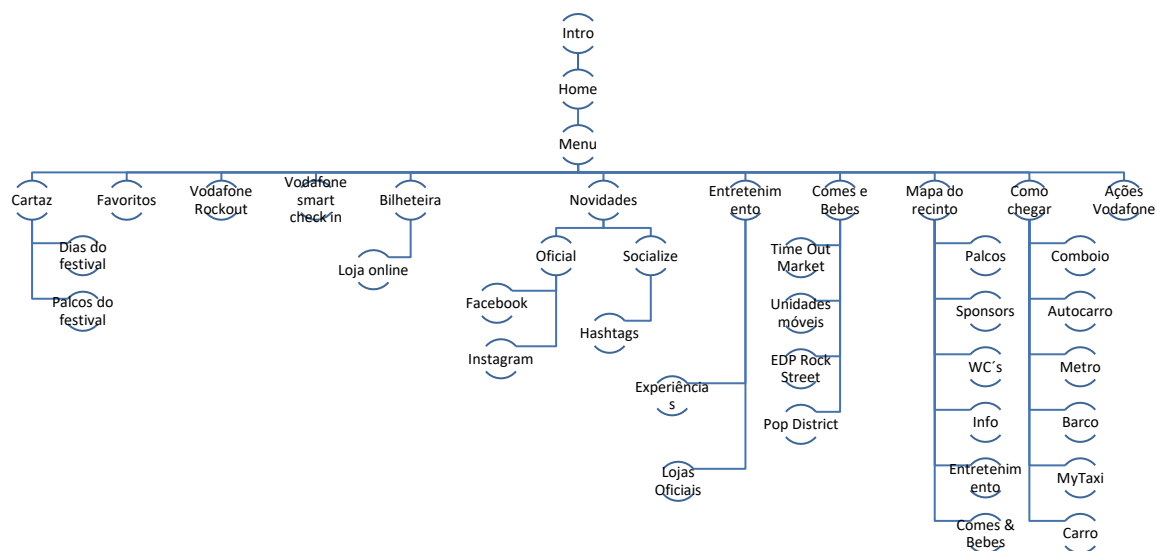 Intro
Home
Menu
Cartaz
Favoritos
Vodafone
Rockout
Vodafone
smart
check in
Bilheteira
Novidades
Entretenim
ento
Comes e
Bebes
Mapa do
recinto
Como
chegar
Ações
Vodafone
Dias do
festival
Palcos do
festival
Loja online
Oficial
Facebook
Instagram
Socialize
Hashtags
Experiência
s
Lojas
Oficiais
Time Out
Market
Unidades
móveis
EDP Rock
Street
Pop District
Palcos
Sponsors
WC´s
Info
Entretenim
ento
Comes &
Bebes
Comboio
Autocarro
Metro
Barco
MyTaxi
Carro